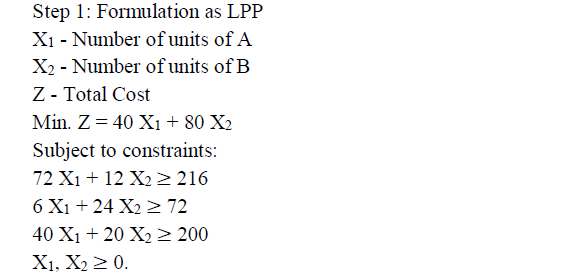 Step 1: Formulation as LPP
X1 - Number of units of A
X2 - Number of units of B
Z - Total Cost
Min. Z = 40 X1 + 80 X2
Subject to constraints:
72 X1 + 12 X2 ≥ 216
6 X1 + 24 X2 ≥ 72
40 X1 + 20 X2 ≥ 200
X1, X2 ≥ 0.